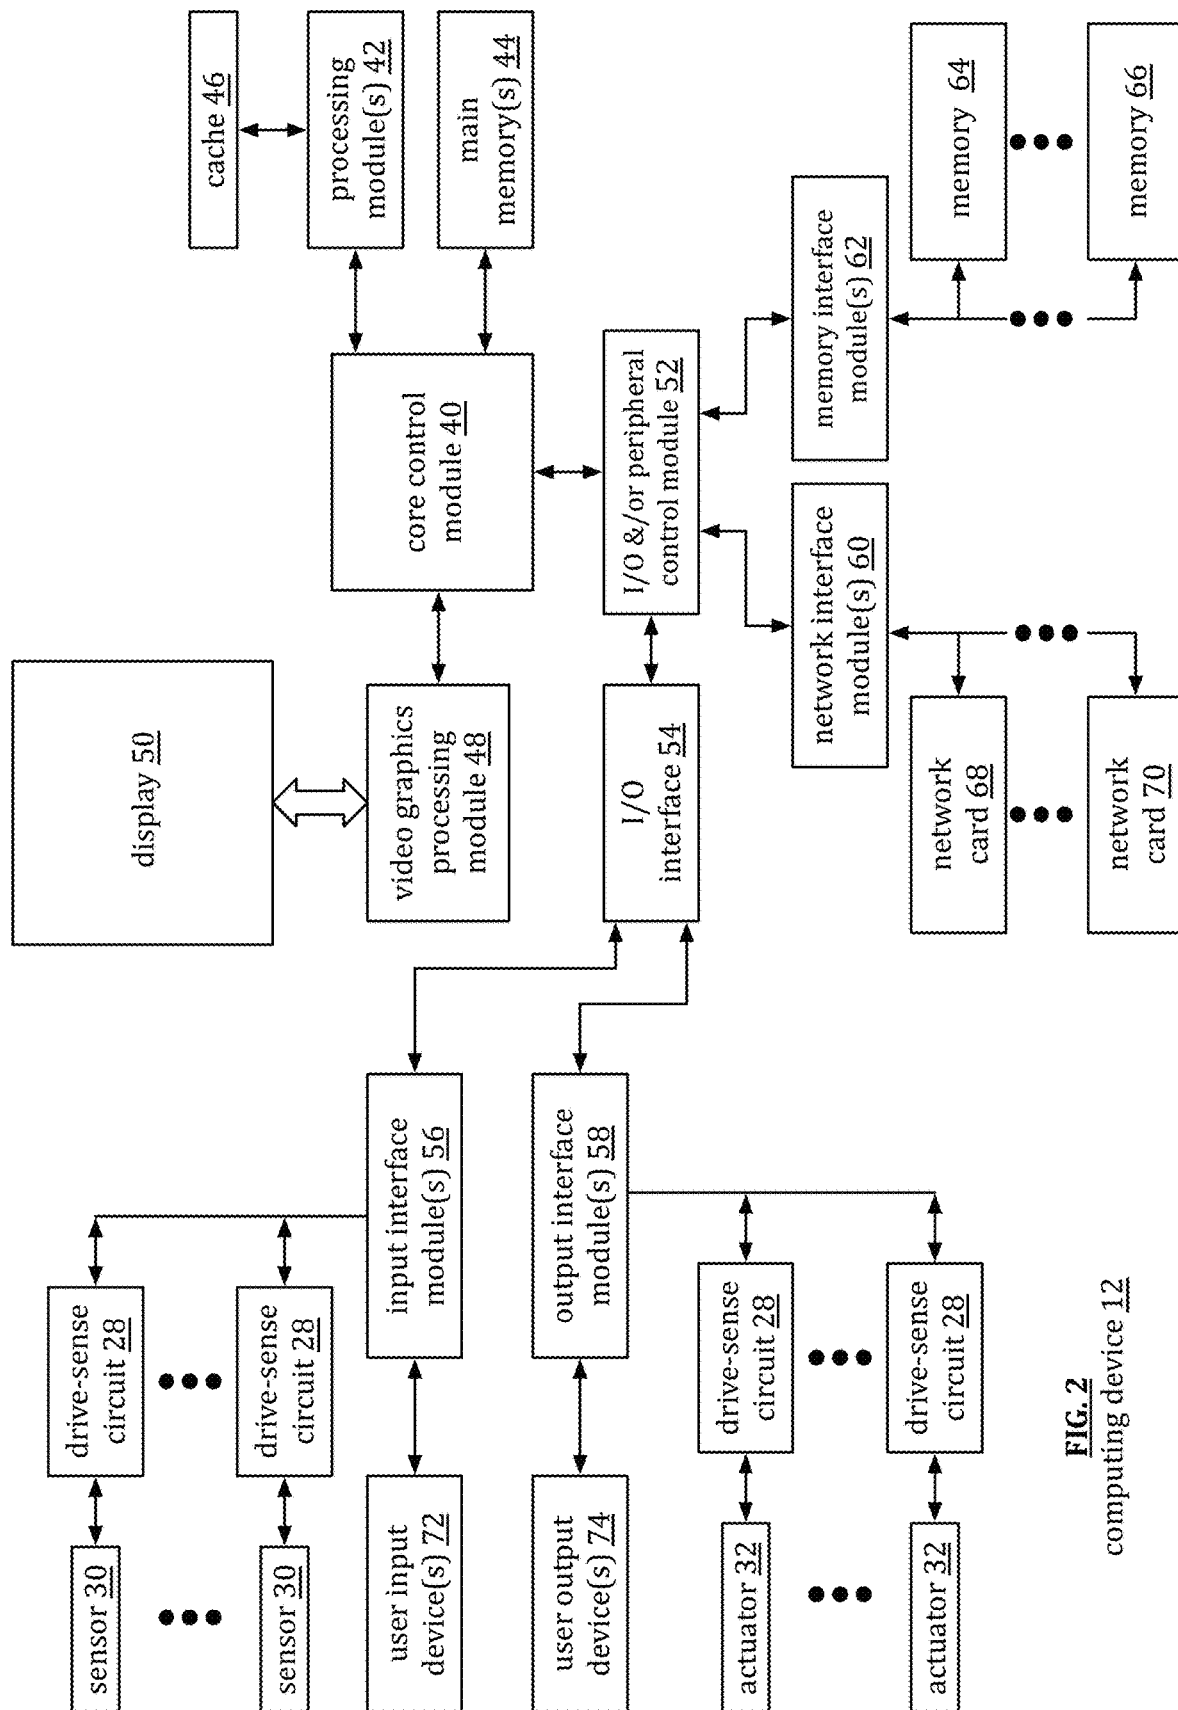 sensor 30
drive-sense
circuit 28
display 50
cache 46
sensor 30
drive-sense
circuit 28
processing
module(s) 42
user input
device(s) 72
input interface
module(s) 56
video graphics
processing
module 48
core control
module 40
main
memory(s) 44
user output
device(s) 74
output interface
module(s) 58
I/O
interface 54
I/O &/or peripheral
control module 52
actuator 32
drive-sense
circuit 28
network interface
module(s) 60
memory interface
module(s) 62
actuator 32
drive-sense
circuit 28
network
card 68
memory 64
FIG. 2
computing device 12
network
card 70
memory 66